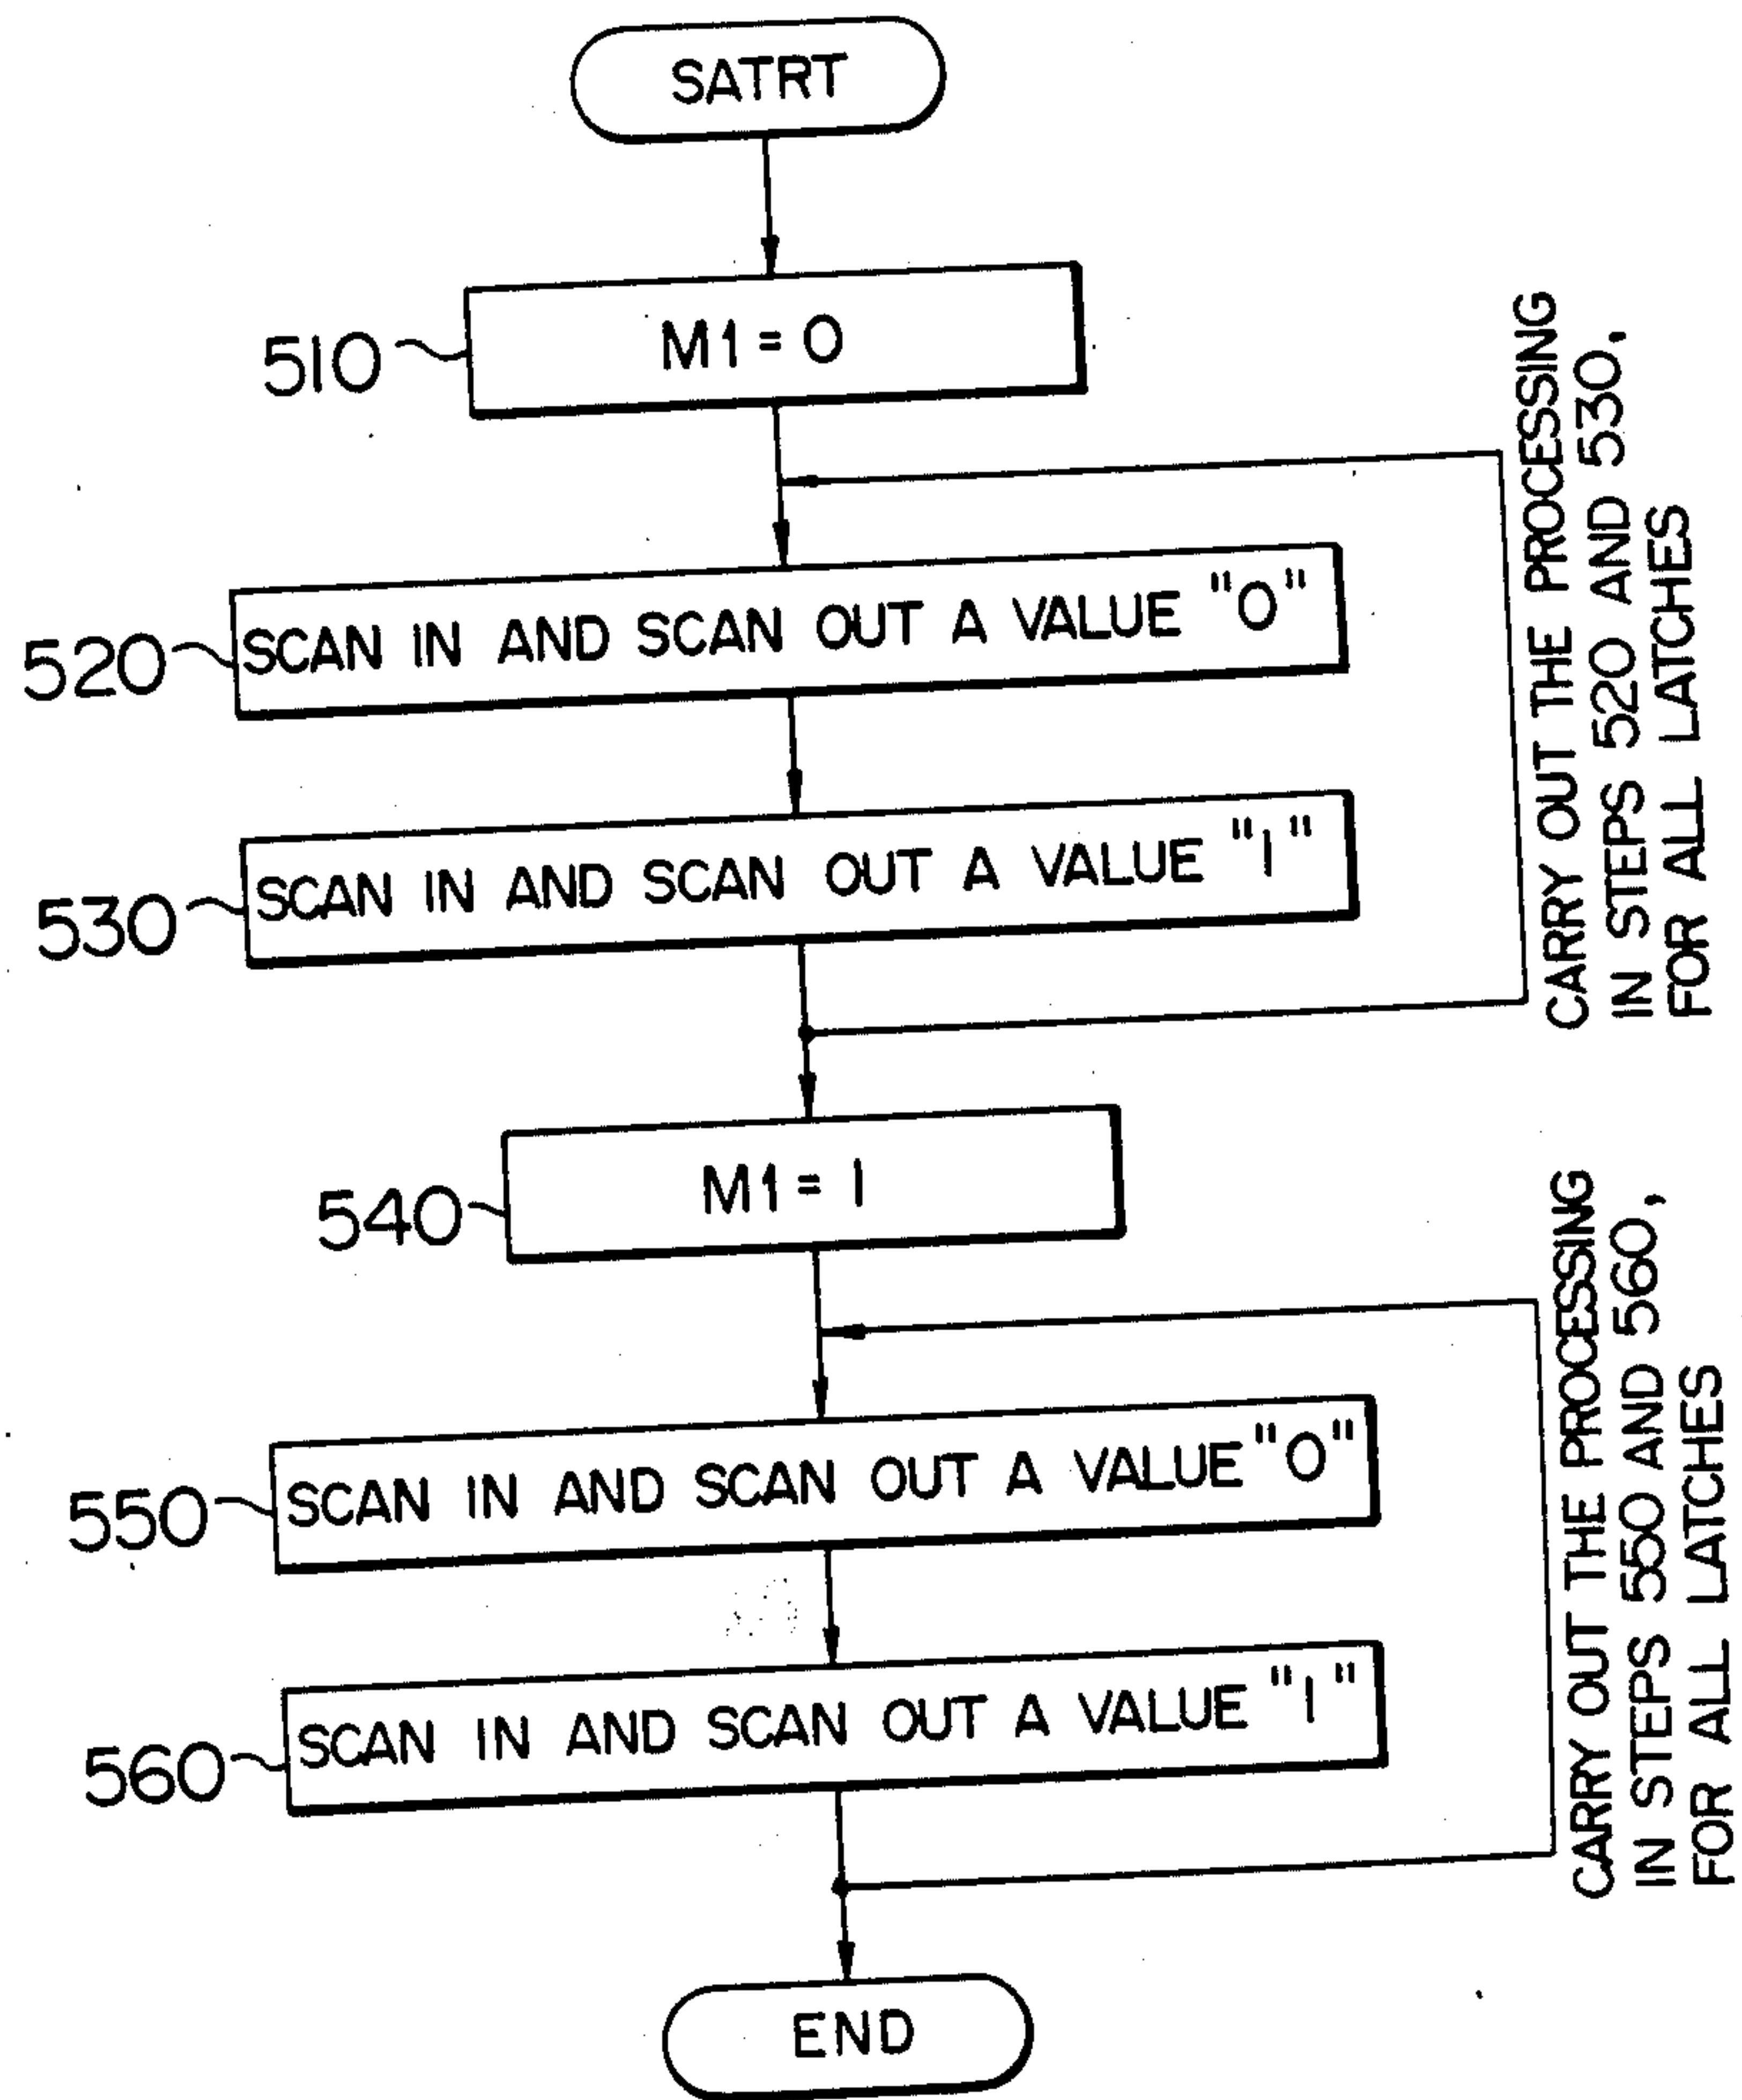 SATRT
510
M1 = 0
520
SCAN IN AND SCAN OUT A VALUE "0"
530
SCAN IN AND SCAN OUT A VALUE "1"
CARRY OUT THE PROCESSING
IN STEPS 520 AND 530,
FOR ALL LATCHES
540
M1 = 1
550
SCAN IN AND SCAN OUT A VALUE "0"
560
SCAN IN AND SCAN OUT A VALUE "1"
CARRY OUT THE PROCESSING
IN STEPS 550 AND 560,
FOR ALL LATCHES
END